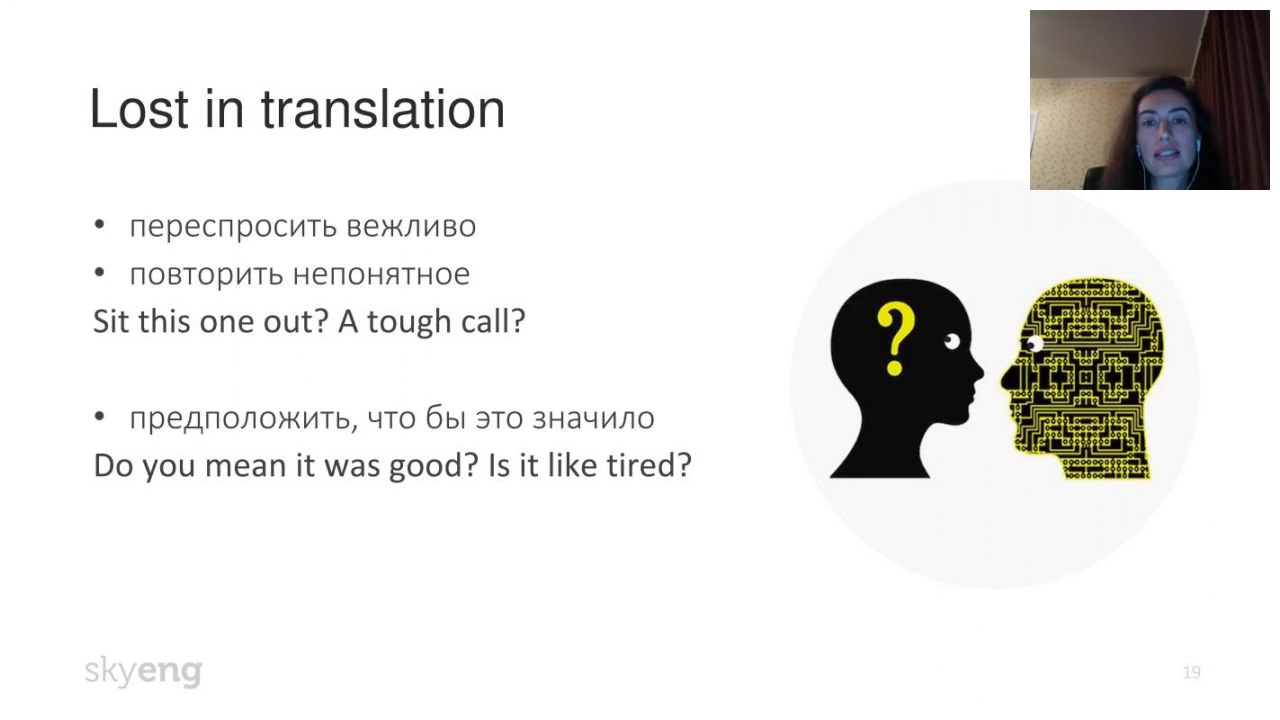 Lost in translation
• переспросить вежливо
• повторить непонятное
Sit this one out? A tough call?
• предположить, что бы это значило
Do you mean it was good? Is it like tired?
?
skyeng
19